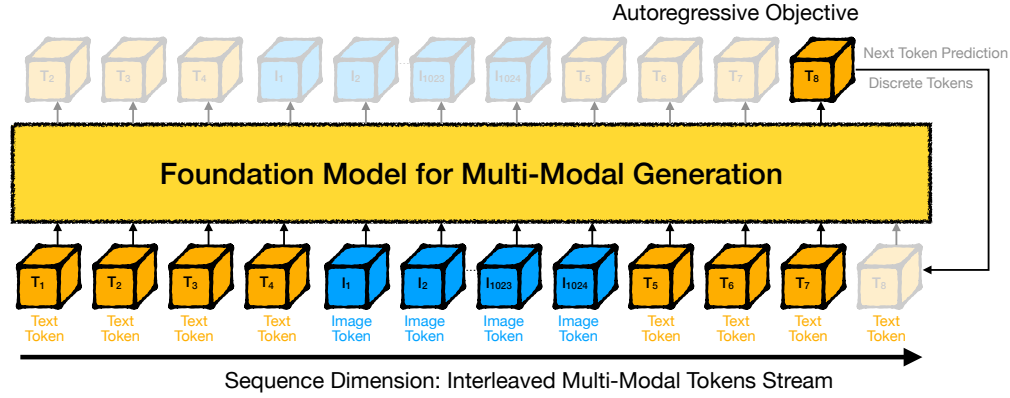 Autoregressive Objective
T2 T3 T4 I1 I2 I1023 I1024 T5 T6 T7 T8
Next Token Prediction
Discrete Tokens
Foundation Model for Multi-Modal Generation
T1 T2 T3 T4 I1 I2 I1023 I1024 T5 T6 T7 T8
Text Text Text Text Image Image Image Image Text Text Text Text
Token Token Token Token Token Token Token Token Token Token Token Token
Sequence Dimension: Interleaved Multi-Modal Tokens Stream